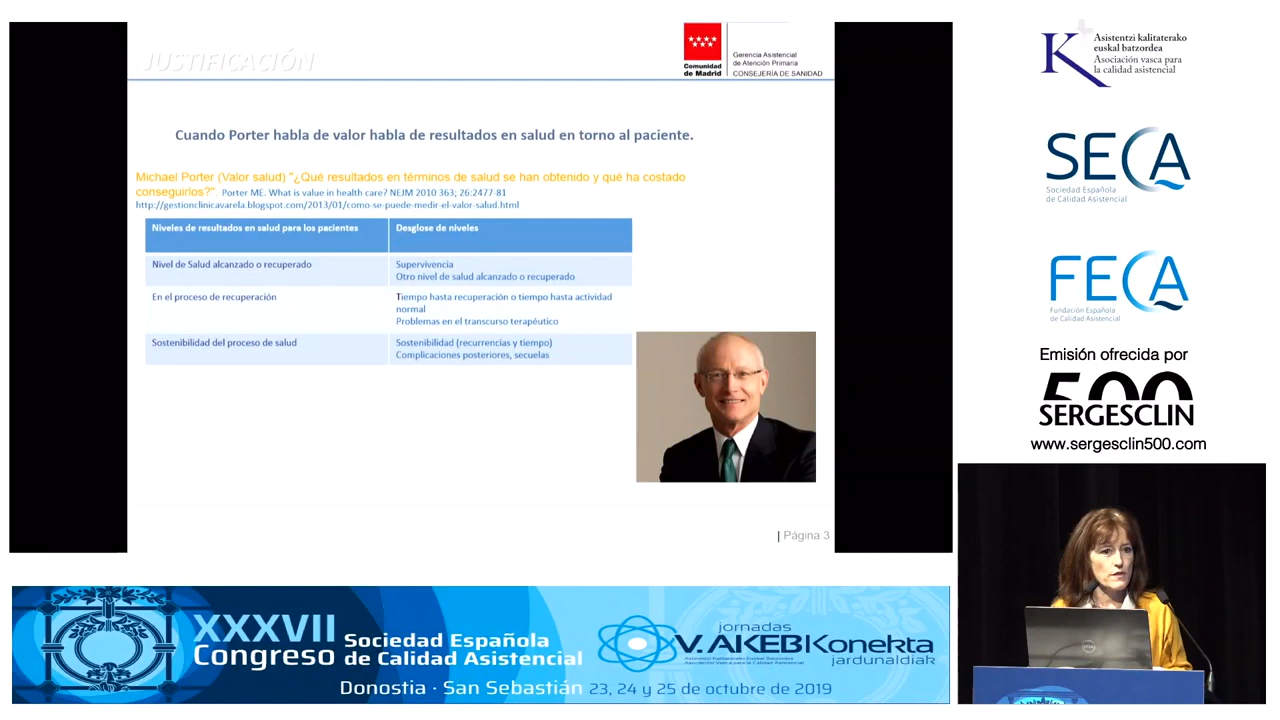 JUSTIFICACIÓN
Comunidad
de Madrid
Gerencia Asistencial
de Atención Primaria
CONSEJERÍA DE SANIDAD
Cuando Porter habla de valor habla de resultados en salud en torno al paciente.
Michael Porter (Valor salud) "¿Qué resultados en términos de salud se han obtenido y qué ha costado
conseguirlos?". Porter ME. What is value in health care? NEJM 2010 363; 26:2477-81
http://gestionclinicavarela.blogspot.com/2013/01/como-se-puede-medir-el-valor-salud.html
Niveles de resultados en salud para los pacientes
Desglose de niveles
Nivel de Salud alcanzado o recuperado
Supervivencia
Otro nivel de salud alcanzado o recuperado
En el proceso de recuperación
Tiempo hasta recuperación o tiempo hasta actividad
normal
Problemas en el transcurso terapéutico
Sostenibilidad del proceso de salud
Sostenibilidad (recurrencias y tiempo)
Complicaciones posteriores, secuelas
| Página 3
K
Asistentzi kalitaterako
euskal batzordea
Asociación vasca para
la calidad asistencial
SECA
Sociedad Española
de Calidad Asistencial
FECA
Fundación Española
de Calidad Asistencial
Emisión ofrecida por
500
SERGESCLIN
www.sergesclin500.com
DELL
XXXVII
Congreso
Sociedad Española
de Calidad Asistencial
Donostia · San Sebastián 23, 24 y 25 de octubre de 2019
jornadas
V.AKEBKonekta
jardunaldiak